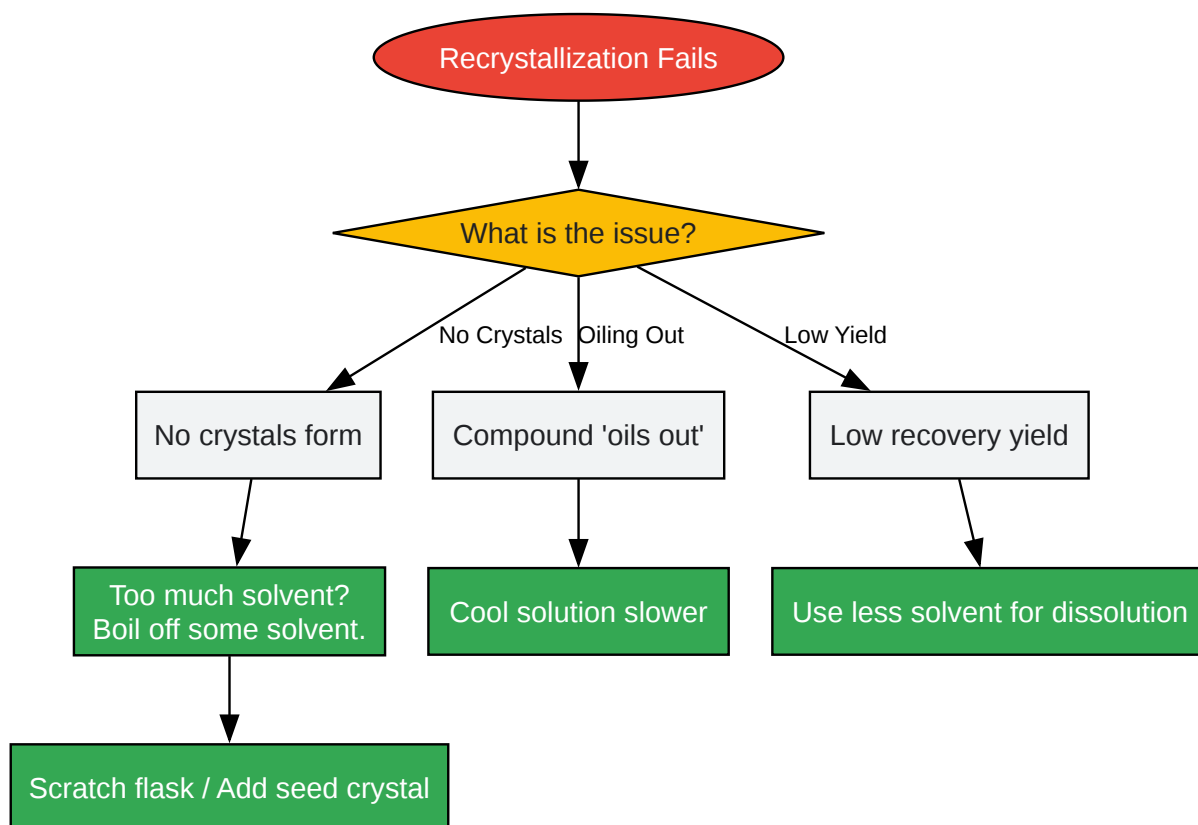 Recrystallization Fails
What is the issue?
No Crystals
Oiling Out
Low Yield
No crystals form
Compound 'oils out'
Low recovery yield
Too much solvent?
Boil off some solvent.
Cool solution slower
Use less solvent for dissolution
Scratch flask / Add seed crystal